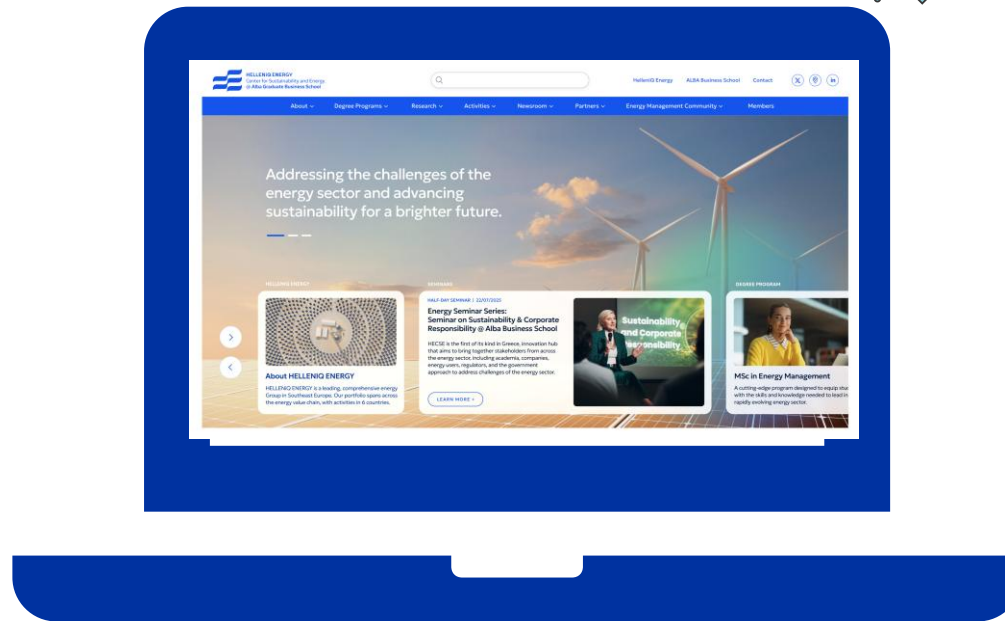 HELLENIQ ENERGY
Center for Sustainability and Energy
@ Alba Graduate Business School
HelleniQ Energy
ALBA Business School
Contact
About
Degree Programs
Research
Activities
Newsroom
Partners
Energy Management Community
Members
Addressing the challenges of the
energy sector and advancing
sustainability for a brighter future.
HELLENIQ ENERGY
About HELLENIQ ENERGY
HELLENIQ ENERGY is a leading, comprehensive energy
Group in Southeast Europe. Our portfolio spans across
the energy value chain, with activities in 6 countries.
SEMINARS
HALF-DAY SEMINAR | 22/07/2025
Energy Seminar Series:
Seminar on Sustainability & Corporate
Responsibility @ Alba Business School
HECSE is the first of its kind in Greece, innovation hub
that aims to bring together stakeholders from across
the energy sector, including academia, companies,
energy users, regulators, and the government
approach to address challenges of the energy sector.
LEARN MORE >
Sustainability
and Corporate
Responsibility
DEGREE PROGRAM
MSc in Energy Management
A cutting-edge program designed to equip stu
with the skills and knowledge needed to lead in
rapidly evolving energy sector.